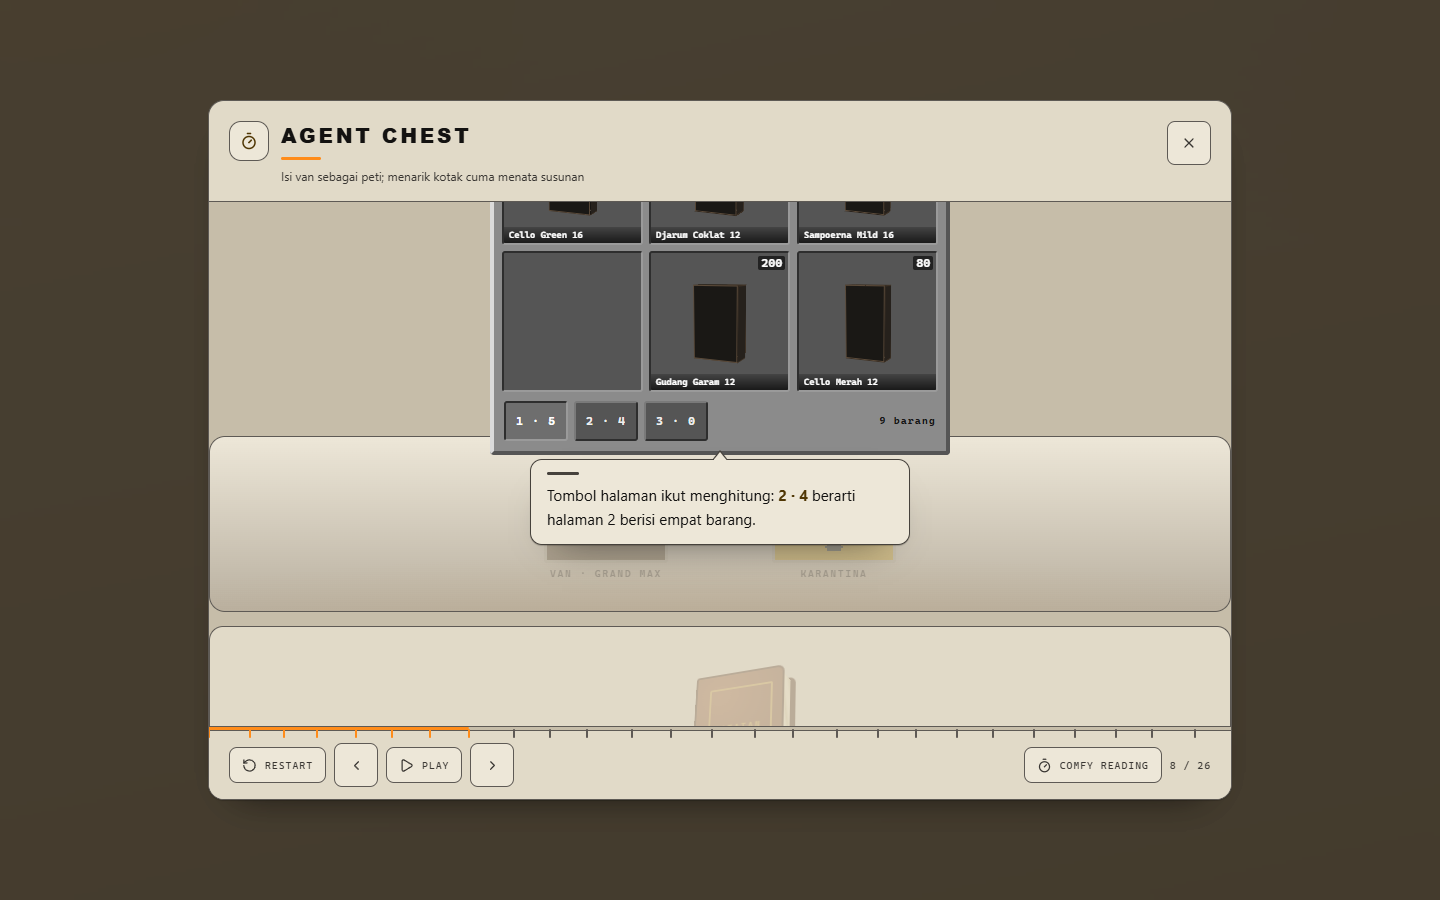 AGENT CHEST
Isi van sebagai peti; menarik kotak cuma menata susunan
Cello Green 16
Djarum Coklat 12
Sampoerna Mild 16
200
80
Gudang Garam 12
Cello Merah 12
1 · 5
2 · 4
3 · 0
9 barang
Tombol halaman ikut menghitung: 2 · 4 berarti
halaman 2 berisi empat barang.
VAN · GRAND MAX
KARANTINA
RESTART
PLAY
COMFY READING
8 / 26